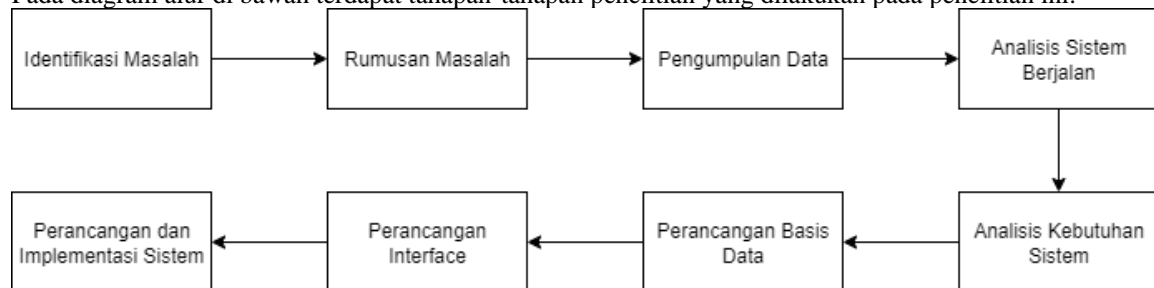 Pada diagram alur di bawah terdapat tahapan-tahapan penelitian yang dilakukan pada penelitian ini:
Identifikasi Masalah
Rumusan Masalah
Pengumpulan Data
Analisis Sistem
Berjalan
Analisis Kebutuhan
Sistem
Perancangan Basis
Data
Perancangan
Interface
Perancangan dan
Implementasi Sistem